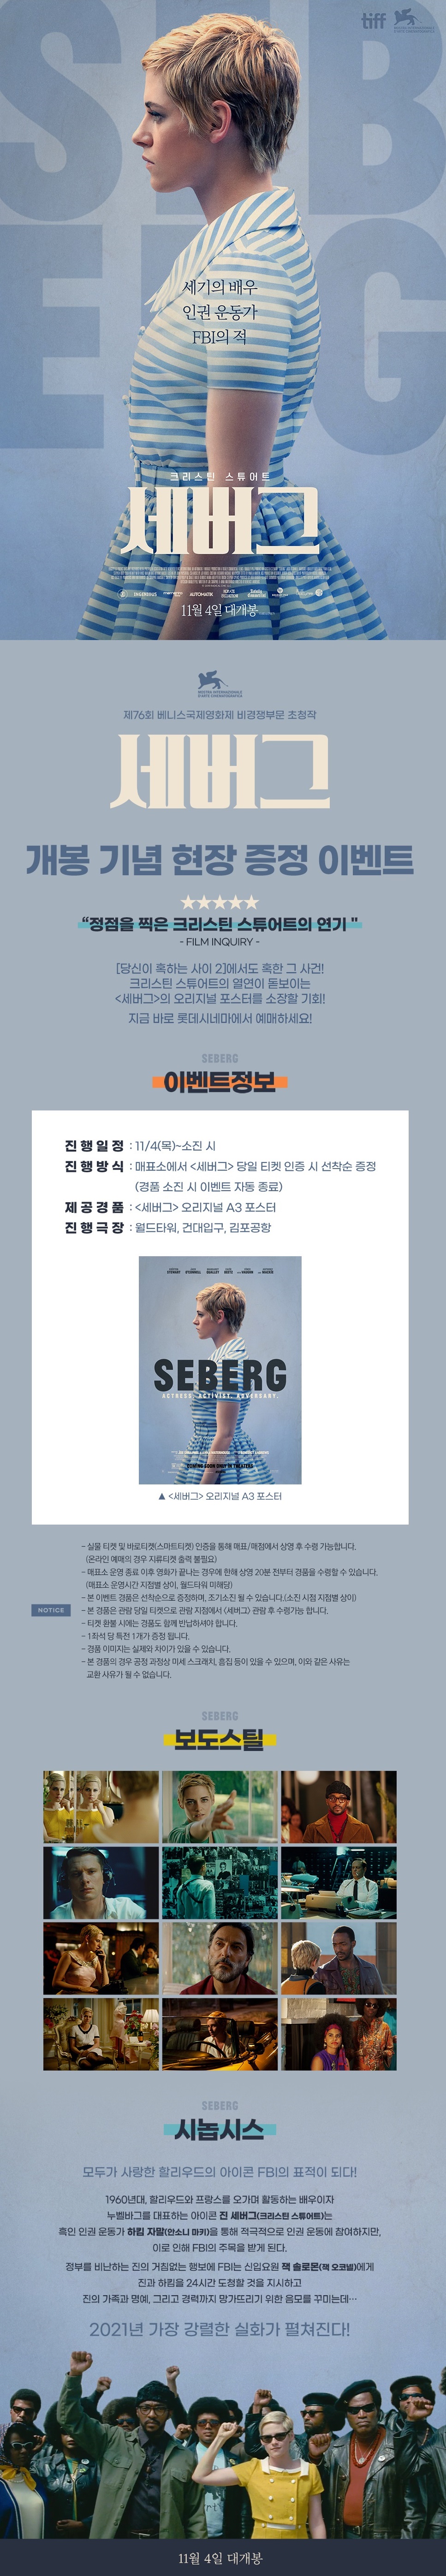 tiff
SEB
ERG
세기의 배우
인권 운동가
FBI의 적
크리스틴 스튜어트
세버그
11월 4일 대개봉
제76회 베니스국제영화제 비경쟁부문 초청작
세버그
개봉 기념 현장 증정 이벤트
★★★★★
“정점을 찍은 크리스틴 스튜어트의 연기 "
- FILM INQUIRY -
[당신이 혹하는 사이 2]에서도 혹한 그 사건!
크리스틴 스튜어트의 열연이 돋보이는
<세버그>의 오리지널 포스터를 소장할 기회!
지금 바로 롯데시네마에서 예매하세요!
SEBERG
이벤트정보
진행일정 : 11/4(목)~소진 시
진행방식 : 매표소에서 <세버그> 당일 티켓 인증 시 선착순 증정
(경품 소진 시 이벤트 자동 종료)
제공경품 : <세버그> 오리지널 A3 포스터
진행극장 : 월드타워, 건대입구, 김포공항
SEBERG
ACTRESS. ACTIVIST. ADVERSARY.
▲ <세버그> 오리지널 A3 포스터
NOTICE
- 실물 티켓 및 바로티켓(스마트티켓) 인증을 통해 매표/매점에서 상영 후 수령 가능합니다.
(온라인 예매의 경우 지류티켓 출력 불필요)
- 매표소 운영 종료 이후 영화가 끝나는 경우에 한해 상영 20분 전부터 경품을 수령할 수 있습니다.
(매표소 운영시간 지점별 상이, 월드타워 미해당)
- 본 이벤트 경품은 선착순으로 증정하며, 조기소진 될 수 있습니다.(소진 시점 지점별 상이)
- 본 경품은 관람 당일 티켓으로 관람 지점에서 <세버그> 관람 후 수령가능 합니다.
- 티켓 환불 시에는 경품도 함께 반납하셔야 합니다.
- 1좌석 당 특전 1개가 증정 됩니다.
- 경품 이미지는 실제와 차이가 있을 수 있습니다.
- 본 경품의 경우 공정 과정상 미세 스크래치, 흠집 등이 있을 수 있으며, 이와 같은 사유는
교환 사유가 될 수 없습니다.
SEBERG
보도스틸
SEBERG
시놉시스
모두가 사랑한 할리우드의 아이콘 FBI의 표적이 되다!
1960년대, 할리우드와 프랑스를 오가며 활동하는 배우이자
누벨바그를 대표하는 아이콘 진 세버그(크리스틴 스튜어트)는
흑인 인권 운동가 하킴 자말(안소니 마키)을 통해 적극적으로 인권 운동에 참여하지만,
이로 인해 FBI의 주목을 받게 된다.
정부를 비난하는 진의 거침없는 행보에 FBI는 신입요원 잭 솔로몬(잭 오코넬)에게
진과 하킴을 24시간 도청할 것을 지시하고
진의 가족과 명예, 그리고 경력까지 망가뜨리기 위한 음모를 꾸미는데…
2021년 가장 강렬한 실화가 펼쳐진다!
11월 4일 대개봉